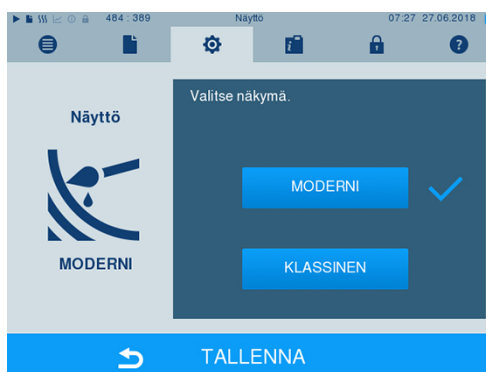 484 : 389 Näyttö 07:27 27.06.2018
i ?
Näyttö
Valitse näkymä.
MODERNI
MODERNI
KLASSINEN
TALLENNA